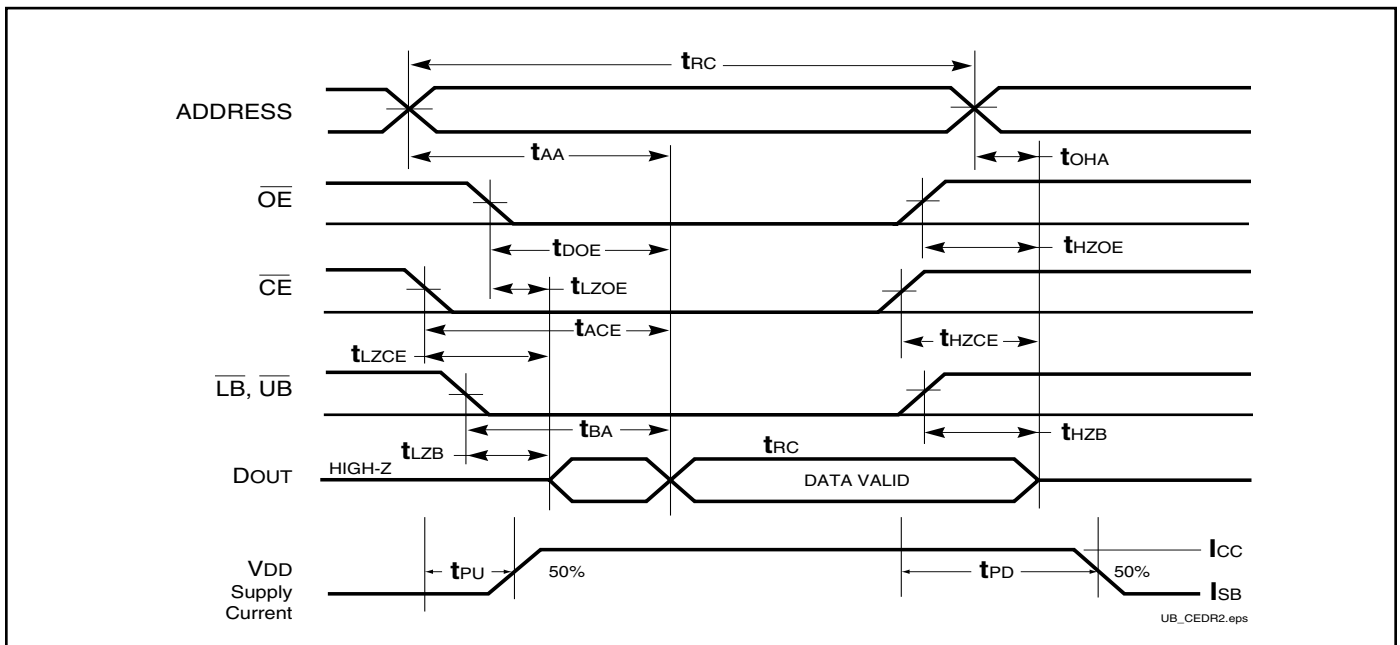 tRC
ADDRESS
tAA
tOHA
OE
tDOE
tHZOE
CE
tLZOE
tACE
tHZCE
tLZCE
LB, UB
tBA
tHZB
tLZB
tRC
DOUT
HIGH-Z
DATA VALID
ICC
VDD
Supply
Current
tPU
50%
tPD
50%
ISB
UB_CEDR2.eps